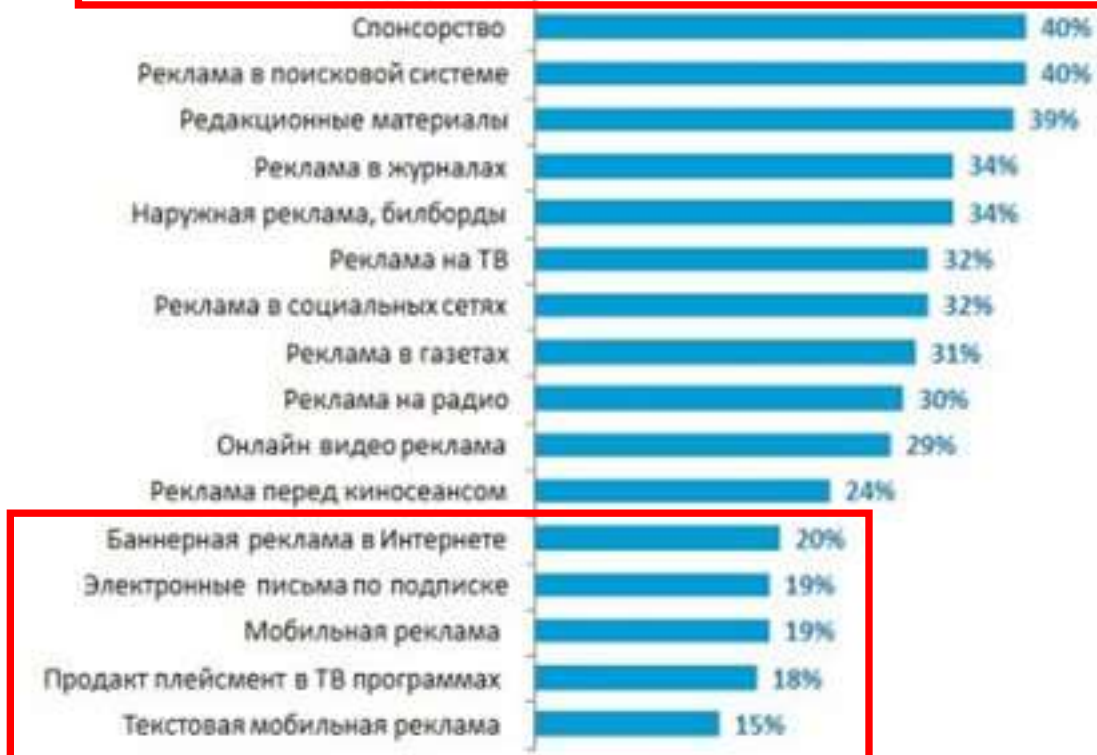 Спонсорство 40%
Реклама в поисковой системе 40%
Редакционные материалы 39%
Реклама в журналах 34%
Наружная реклама, билборды 34%
Реклама на ТВ 32%
Реклама в социальных сетях 32%
Реклама в газетах 31%
Реклама на радио 30%
Онлайн видео реклама 29%
Реклама перед киносеансом 24%
Баннерная реклама в Интернете 20%
Электронные письма по подписке 19%
Мобильная реклама 19%
Продакт плейсмент в ТВ программах 18%
Текстовая мобильная реклама 15%